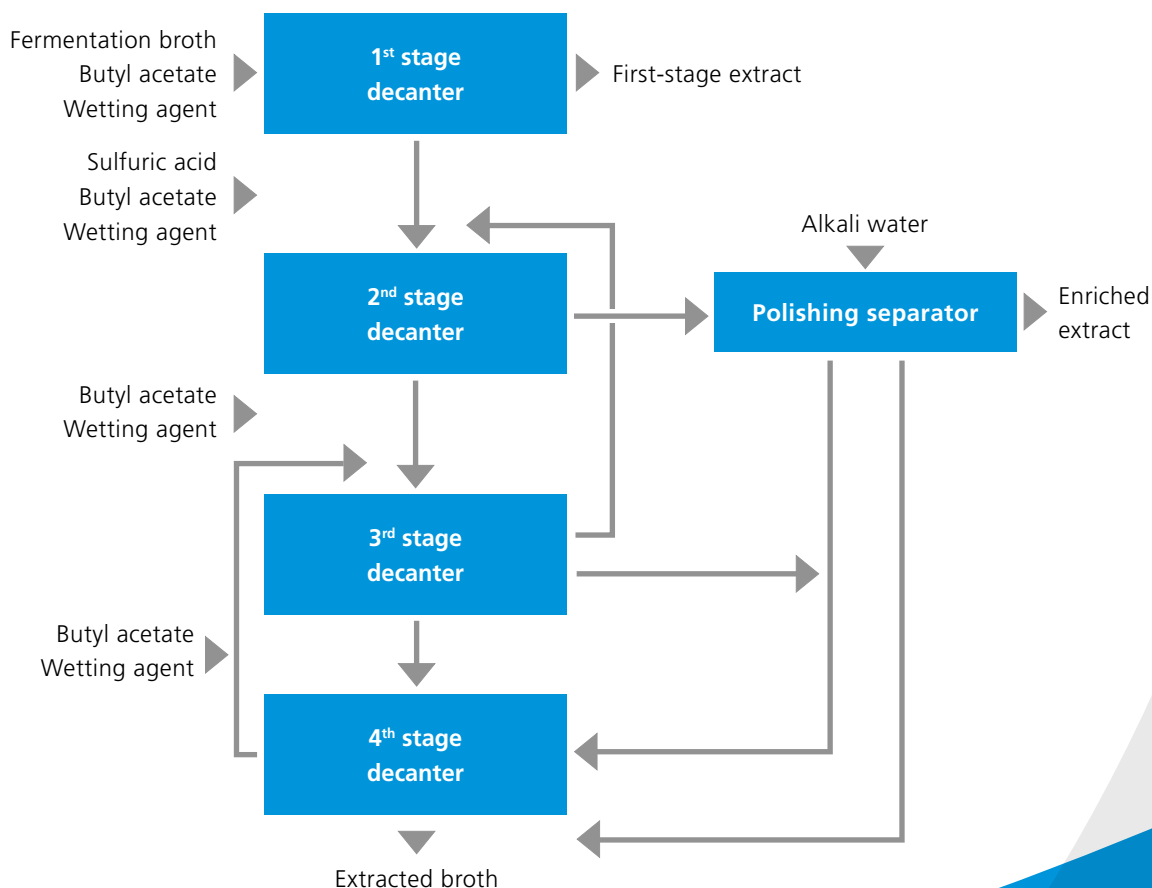 Fermentation broth
Butyl acetate
Wetting agent
1st stage
decanter
First-stage extract
Sulfuric acid
Butyl acetate
Wetting agent
Alkali water
2nd stage
decanter
Polishing separator
Enriched
extract
Butyl acetate
Wetting agent
3rd stage
decanter
Butyl acetate
Wetting agent
4th stage
decanter
Extracted broth